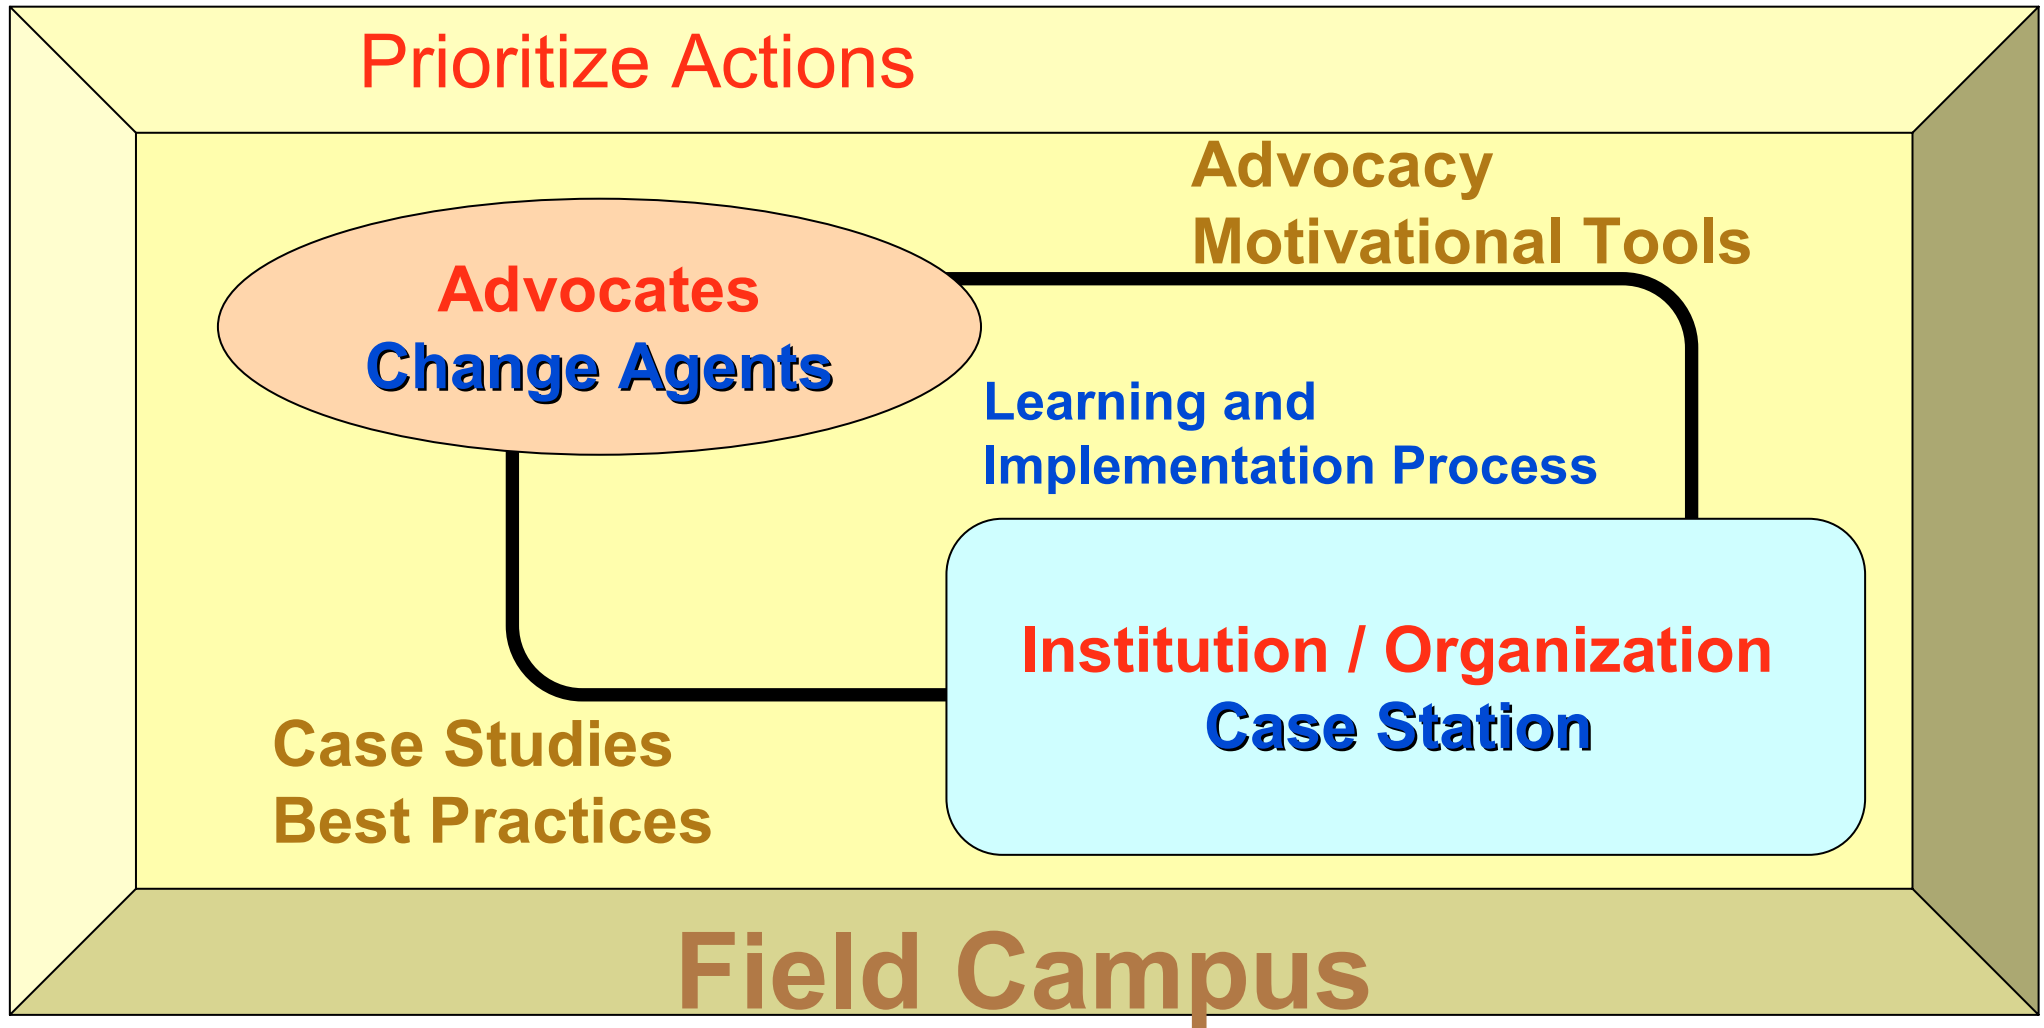 Prioritize Actions
Advocacy
Motivational Tools
Advocates
Change Agents
Learning and
Implementation Process
Institution / Organization
Case Station
Case Studies
Best Practices
Field Campus